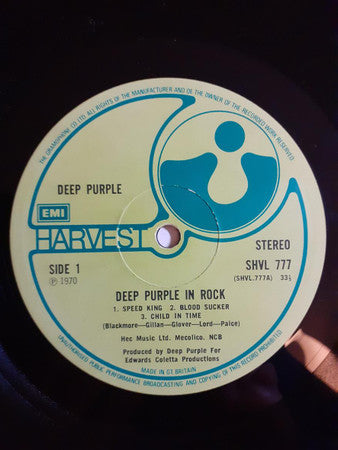 THE GRAMOPHONE CO LTD. ALL RIGHTS OF THE MANUFACTURER AND OF THE OWNER OF THE RECORDED WORK RESERVED.
DEEP PURPLE
EMI
HARVEST
STEREO
SIDE 1
SHVL 777
℗ 1970
(SHVL.777A) 33⅓
DEEP PURPLE IN ROCK
1. SPEED KING 2. BLOOD SUCKER
3. CHILD IN TIME
(Blackmore—Gillan—Glover—Lord—Paice)
Hec Music Ltd. Mecolico. NCB
Produced by Deep Purple For
Edwards Coletta Productions
MADE IN GT. BRITAIN
UNAUTHORISED PUBLIC PERFORMANCE BROADCASTING AND COPYING OF THIS RECORD PROHIBITED